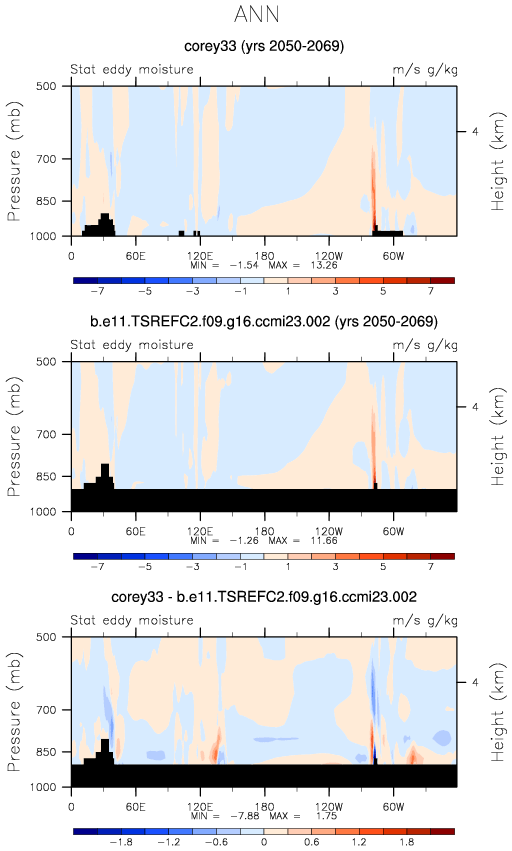 ANN
corey33 (yrs 2050-2069)
Stat eddy moisture m/s g/kg
500
700
850
1000
Pressure (mb)
4
Height (km)
0 60E 120E 180 120W 60W
MIN = -1.54 MAX = 13.26
-7 -5 -3 -1 1 3 5 7
b.e11.TSREFC2.f09.g16.ccmi23.002 (yrs 2050-2069)
Stat eddy moisture m/s g/kg
500
700
850
1000
Pressure (mb)
4
Height (km)
0 60E 120E 180 120W 60W
MIN = -1.26 MAX = 11.66
-7 -5 -3 -1 1 3 5 7
corey33 - b.e11.TSREFC2.f09.g16.ccmi23.002
Stat eddy moisture m/s g/kg
500
700
850
1000
Pressure (mb)
4
Height (km)
0 60E 120E 180 120W 60W
MIN = -7.88 MAX = 1.75
-1.8 -1.2 -0.6 0 0.6 1.2 1.8